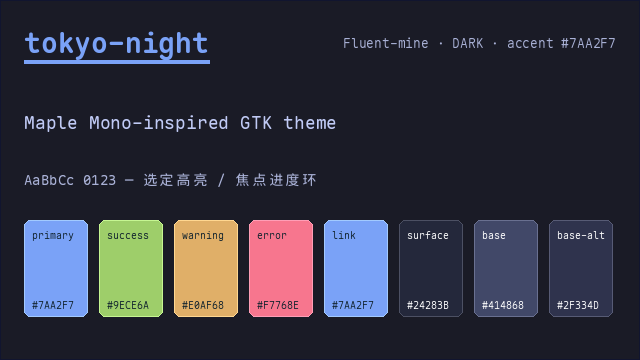 tokyo-night
Fluent-mine · DARK · accent #7AA2F7
Maple Mono-inspired GTK theme
AaBbCc 0123 — 选定高亮 / 焦点进度环
primary success warning error link surface base base-alt
#7AA2F7 #9ECE6A #E0AF68 #F7768E #7AA2F7 #24283B #414868 #2F334D